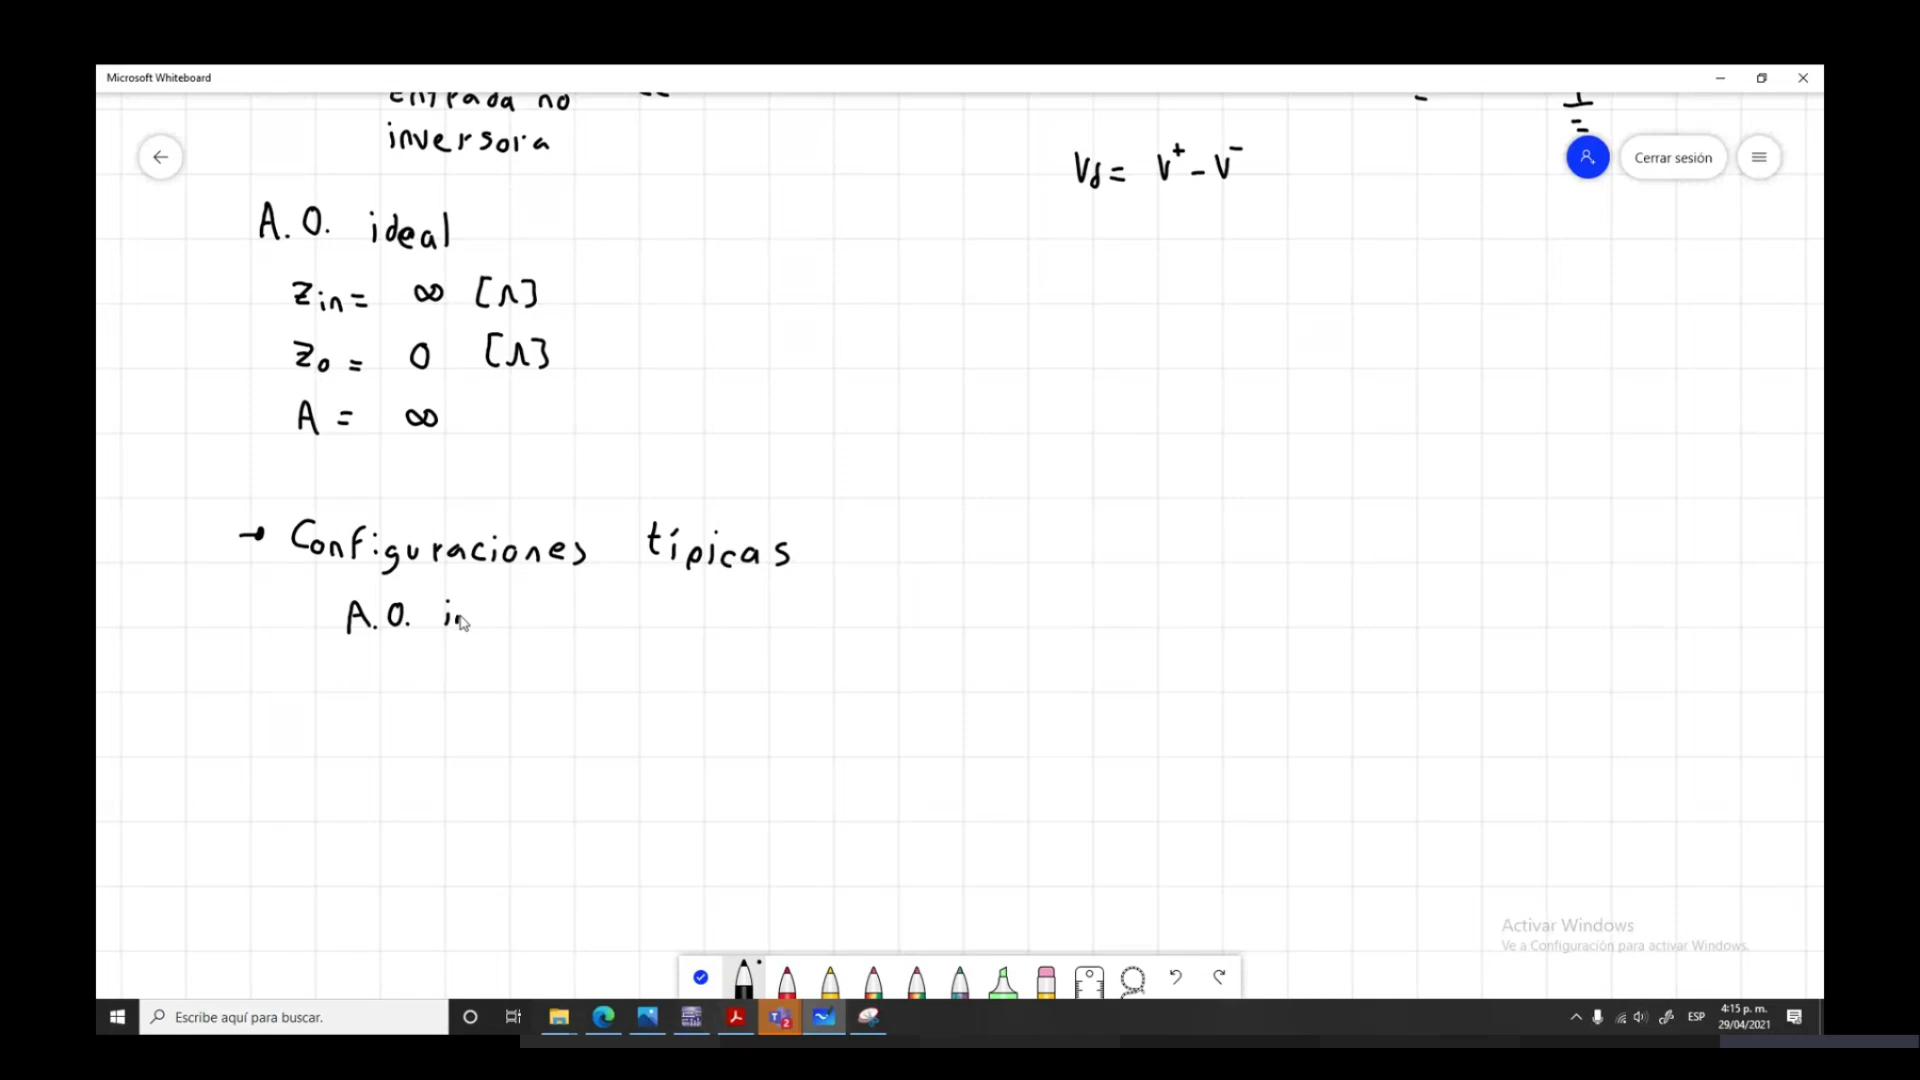 Microsoft Whiteboard
entrada no
inversora
Vd = V⁺ - V⁻
Cerrar sesión
A.O. ideal
Zin = ∞ [Ω]
Zo = 0 [Ω]
A = ∞
→ Configuraciones típicas
A.O. in
Activar Windows
Ve a Configuración para activar Windows.
Escribe aquí para buscar.
ESP
4:15 p. m.
29/04/2021